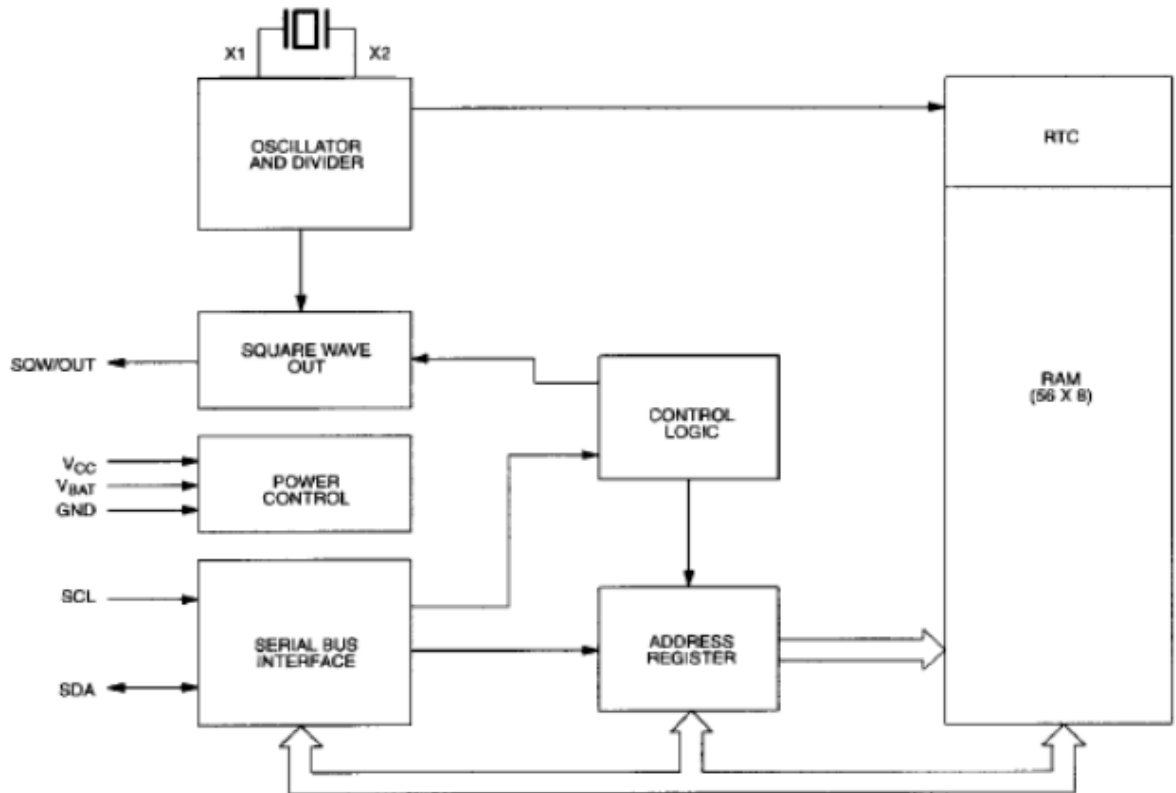 X1
X2
OSCILLATOR
AND DIVIDER
RTC
SQW/OUT
SQUARE WAVE
OUT
CONTROL
LOGIC
RAM
(56 X 8)
VCC
VBAT
GND
POWER
CONTROL
SCL
SDA
SERIAL BUS
INTERFACE
ADDRESS
REGISTER